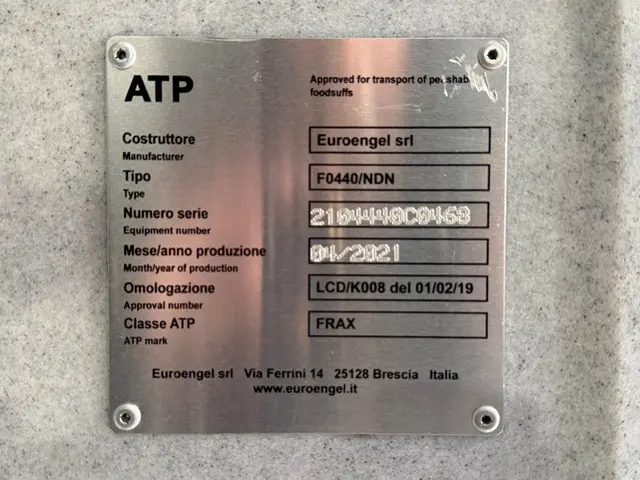 ATP
Approved for transport of perishab
foodsuffs
Costruttore
Manufacturer
Euroengel srl
Tipo
Type
F0440/NDN
Numero serie
Equipment number
2104440C0468
Mese/anno produzione
Month/year of production
04/2021
Omologazione
Approval number
LCD/K008 del 01/02/19
Classe ATP
ATP mark
FRAX
Euroengel srl Via Ferrini 14 25128 Brescia Italia
www.euroengel.it